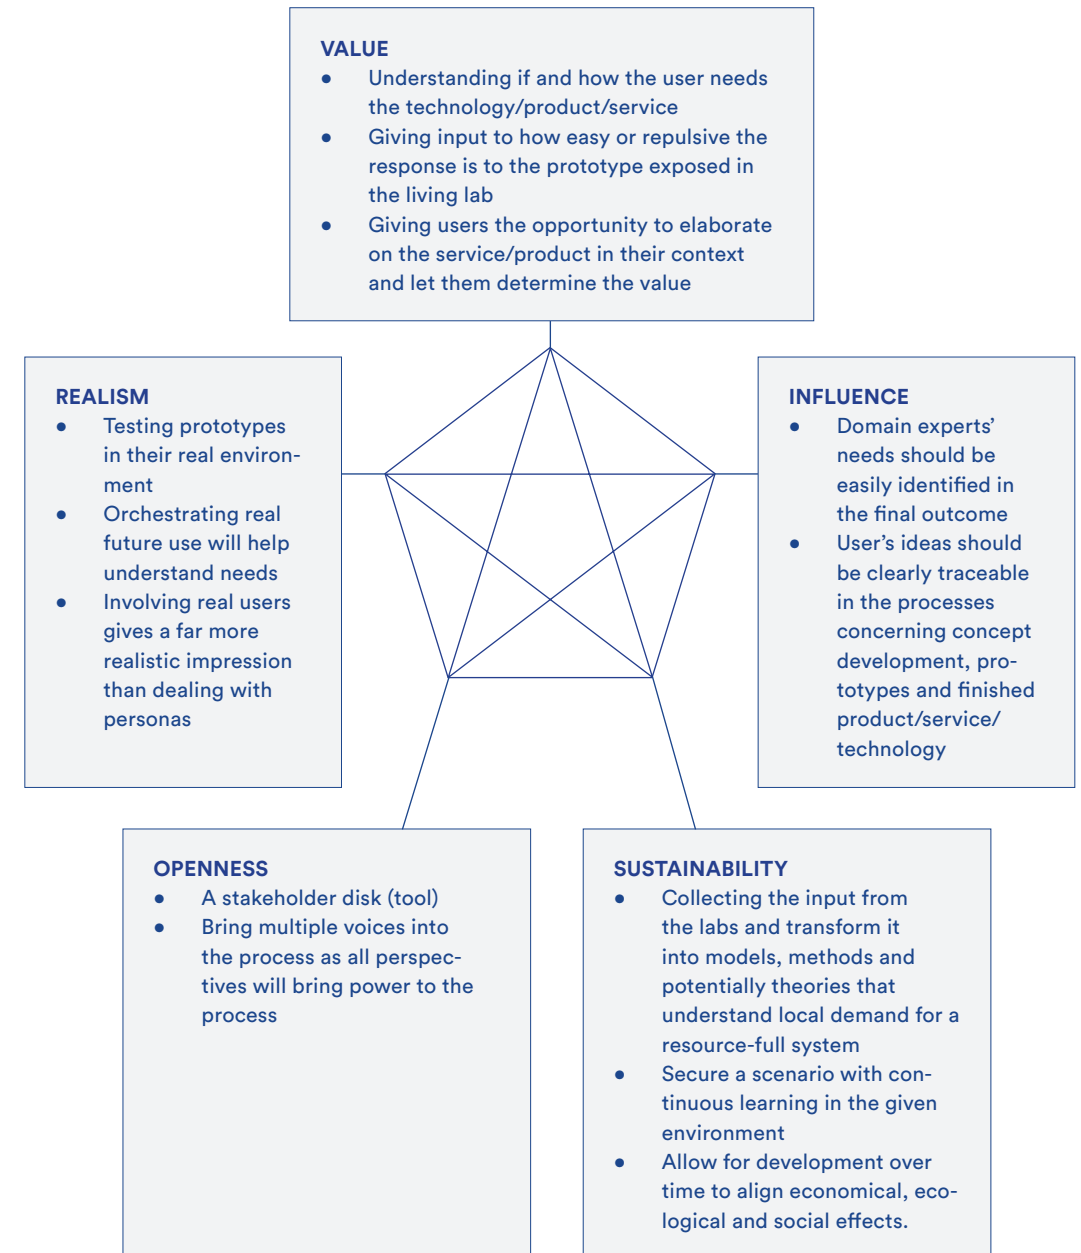 VALUE
● Understanding if and how the user needs
the technology/product/service
● Giving input to how easy or repulsive the
response is to the prototype exposed in
the living lab
● Giving users the opportunity to elaborate
on the service/product in their context
and let them determine the value
REALISM
● Testing prototypes
in their real environ-
ment
● Orchestrating real
future use will help
understand needs
● Involving real users
gives a far more
realistic impression
than dealing with
personas
INFLUENCE
● Domain experts’
needs should be
easily identified in
the final outcome
● User’s ideas should
be clearly traceable
in the processes
concerning concept
development, pro-
totypes and finished
product/service/
technology
OPENNESS
● A stakeholder disk (tool)
● Bring multiple voices into
the process as all perspec-
tives will bring power to the
process
SUSTAINABILITY
● Collecting the input from
the labs and transform it
into models, methods and
potentially theories that
understand local demand for a
resource-full system
● Secure a scenario with con-
tinuous learning in the given
environment
● Allow for development over
time to align economical, eco-
logical and social effects.